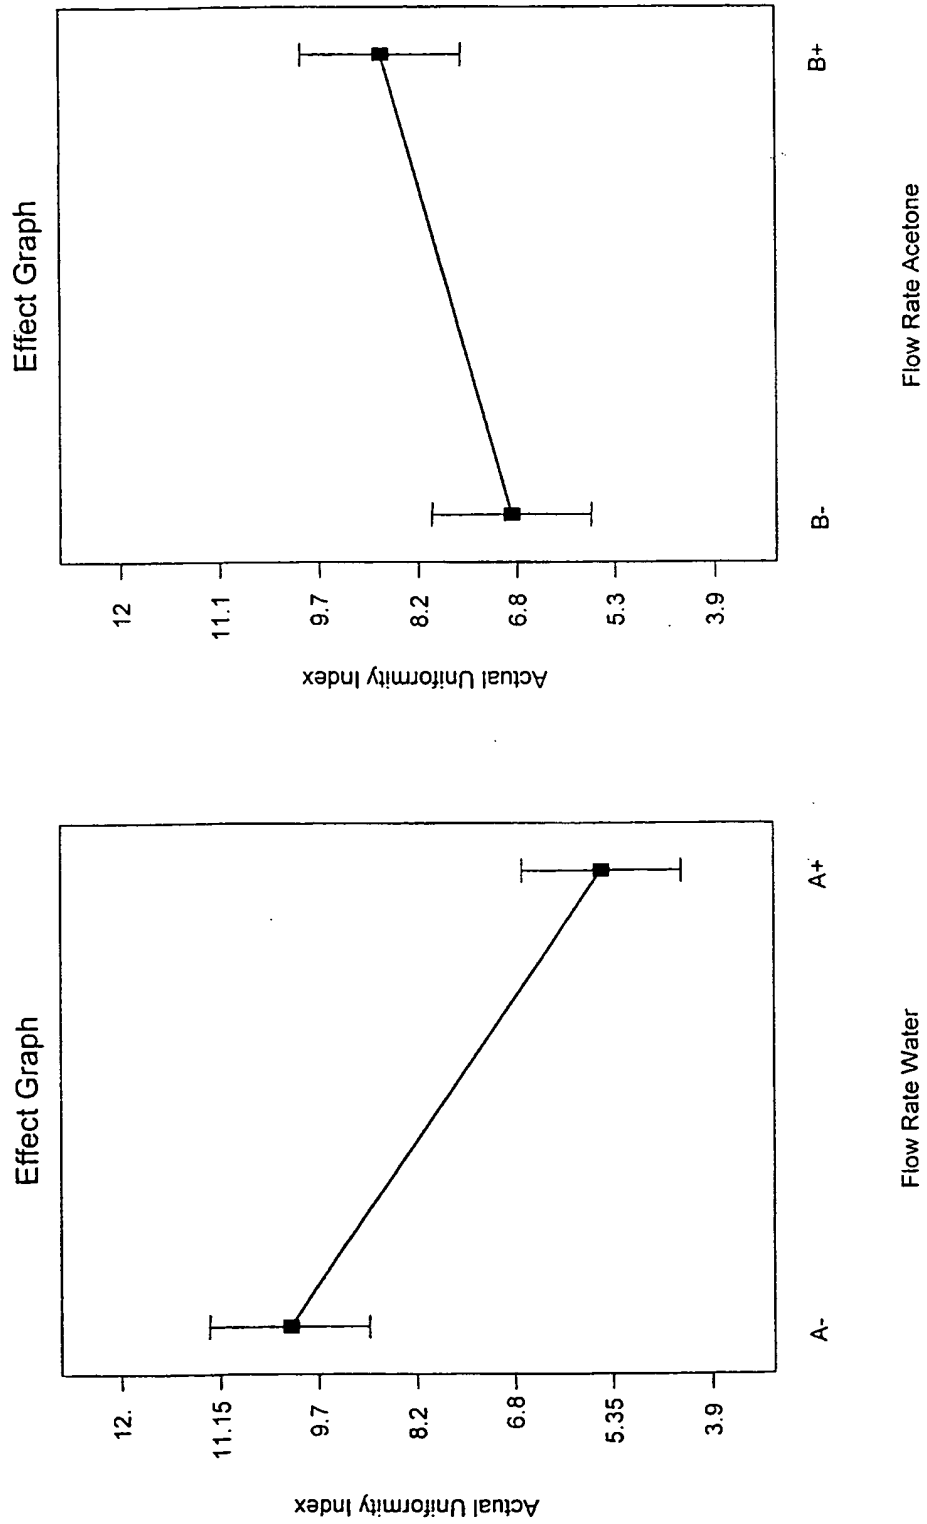 Effect Graph
Actual Uniformity Index
12.
11.15
9.7
8.2
6.8
5.35
3.9
A-
A+
Flow Rate Water
Effect Graph
Actual Uniformity Index
12
11.1
9.7
8.2
6.8
5.3
3.9
B-
B+
Flow Rate Acetone